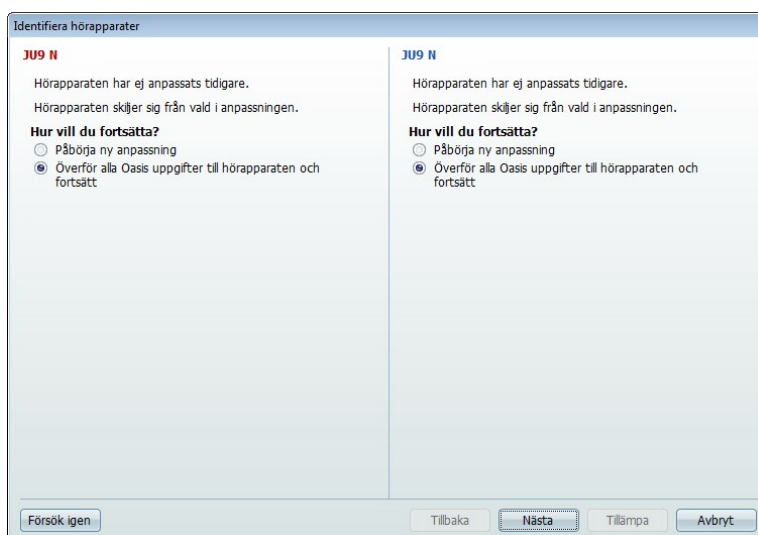 Identifiera hörapparater
JU9 N
Hörapparaten har ej anpassats tidigare.
Hörapparaten skiljer sig från vald i anpassningen.
Hur vill du fortsätta?
Påbörja ny anpassning
Överför alla Oasis uppgifter till hörapparaten och
fortsätt
JU9 N
Hörapparaten har ej anpassats tidigare.
Hörapparaten skiljer sig från vald i anpassningen.
Hur vill du fortsätta?
Påbörja ny anpassning
Överför alla Oasis uppgifter till hörapparaten och
fortsätt
Försök igen
Tillbaka
Nästa
Tillämpa
Avbryt